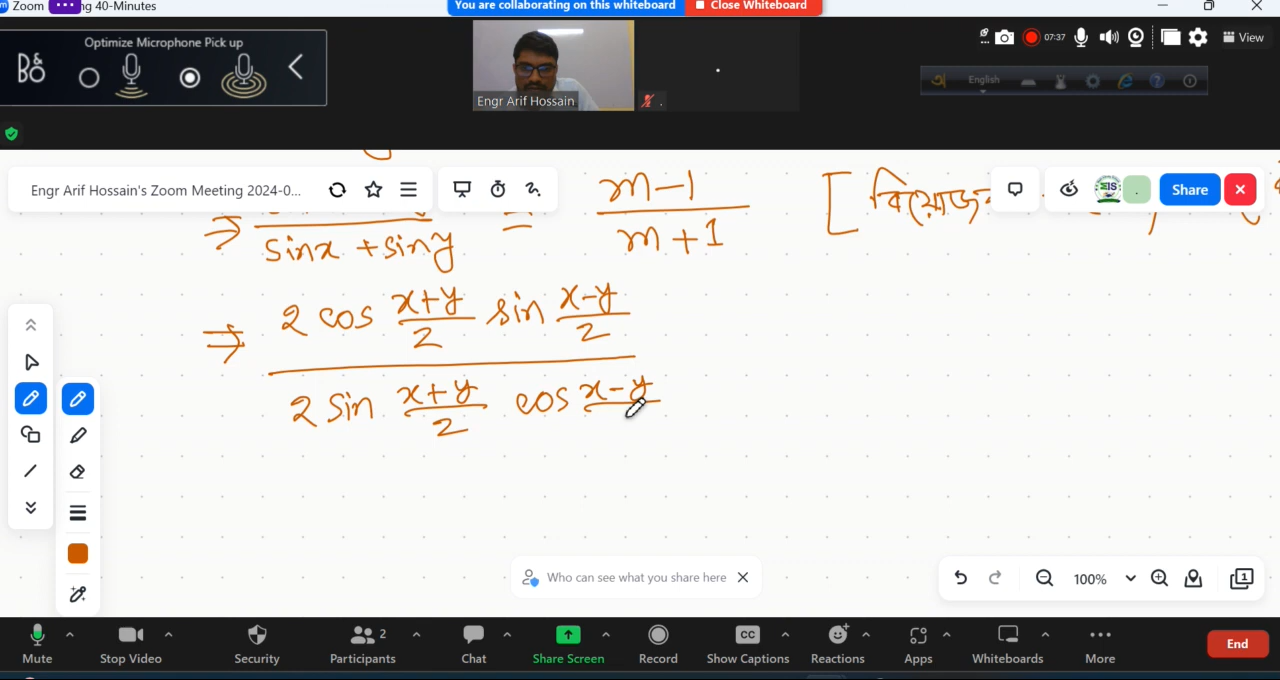 Zoom
ng 40-Minutes
You are collaborating on this whiteboard
Close Whiteboard
B&O
Optimize Microphone Pick up
Engr Arif Hossain
.
07:37
View
English
Engr Arif Hossain's Zoom Meeting 2024-0...
Share
⇒ sinx + siny = m-1 / m+1 [
⇒ 2 cos x+y/2 sin x-y/2
2 sin x+y/2 cos x-y
Who can see what you share here
100%
1
Mute
Stop Video
Security
Participants 2
Chat
Share Screen
Record
CC
Show Captions
Reactions
Apps
Whiteboards
More
End